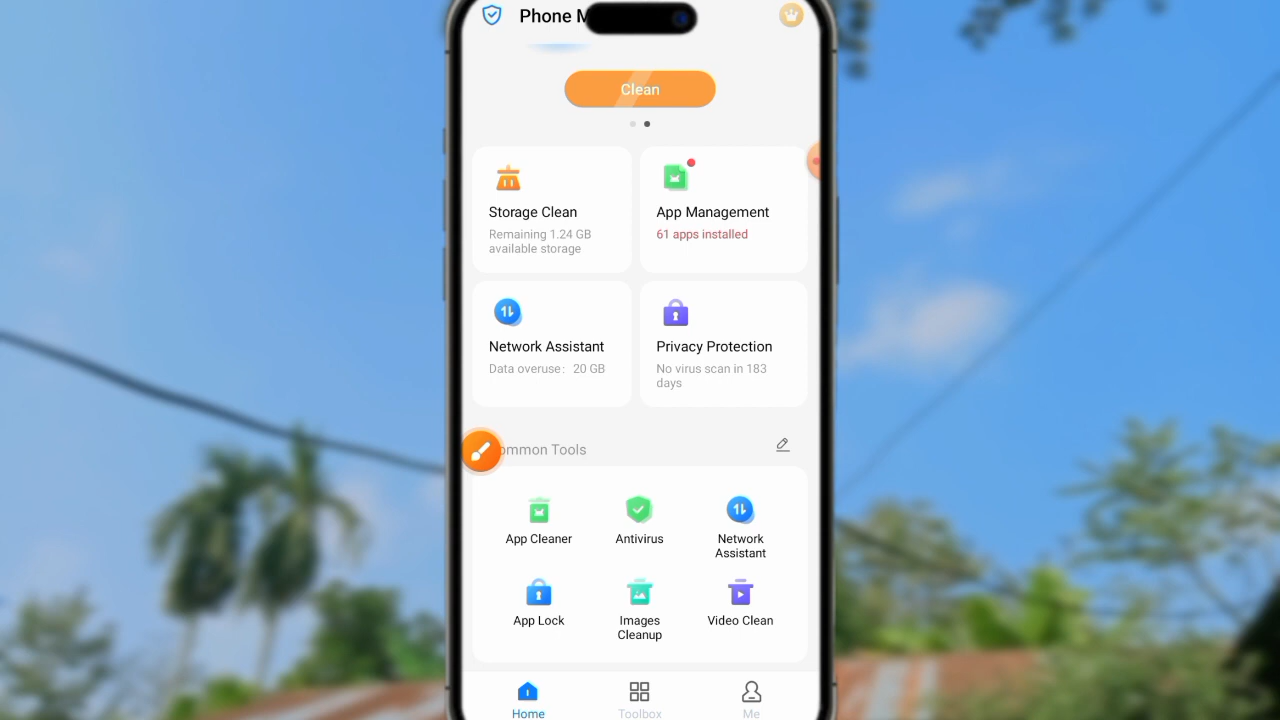 Phone M
Clean
Storage Clean
Remaining 1.24 GB
available storage
App Management
61 apps installed
Network Assistant
Data overuse: 20 GB
Privacy Protection
No virus scan in 183
days
ommon Tools
App Cleaner
Antivirus
Network
Assistant
App Lock
Images
Cleanup
Video Clean
Home
Toolbox
Me